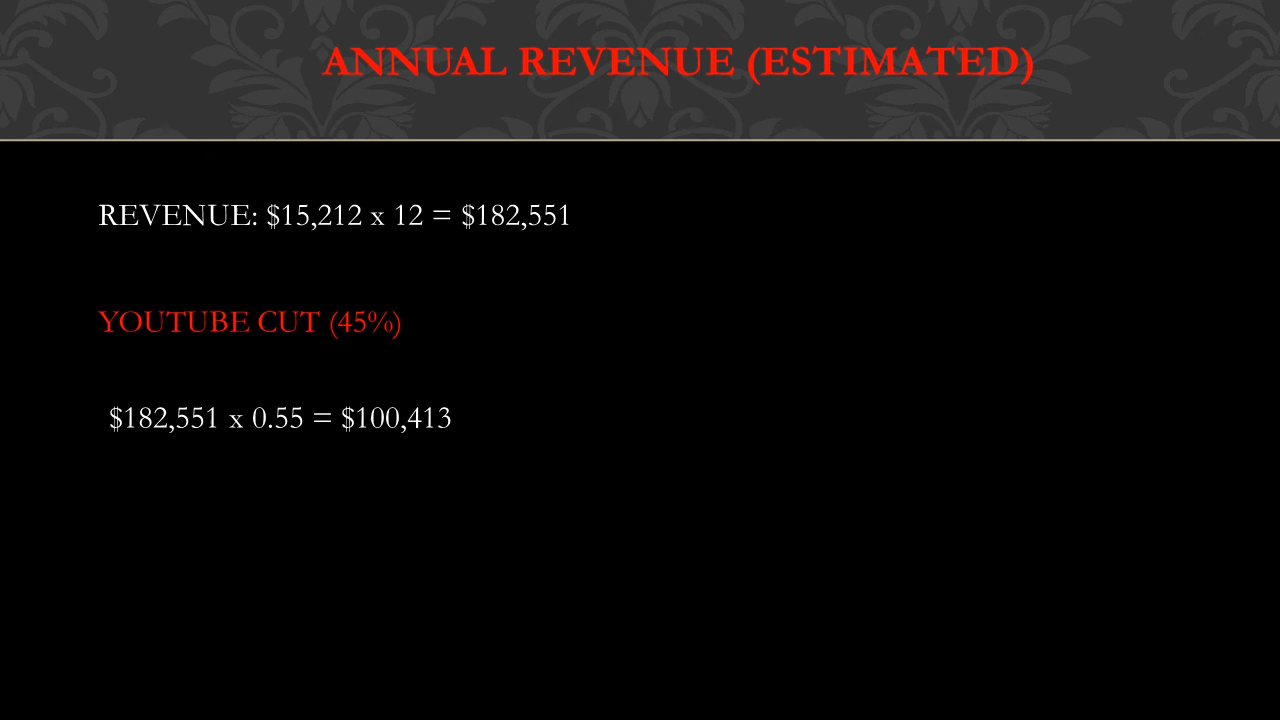 ANNUAL REVENUE (ESTIMATED)
REVENUE: $15,212 x 12 = $182,551
YOUTUBE CUT (45%)
$182,551 x 0.55 = $100,413